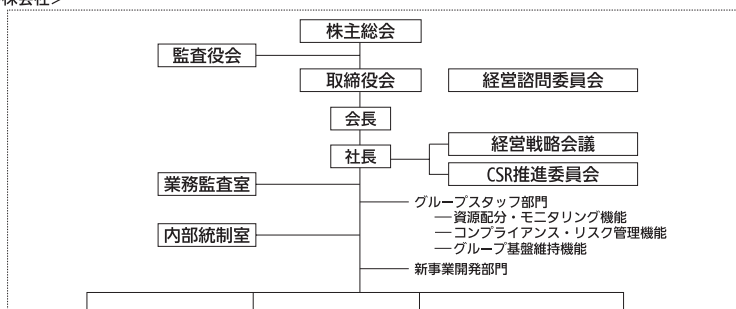 株主総会
監査役会
取締役会
経営諮問委員会
会長
社長
経営戦略会議
CSR推進委員会
業務監査室
グループスタッフ部門
資源配分・モニタリング機能
コンプライアンス・リスク管理機能
グループ基盤維持機能
内部統制室
新事業開発部門